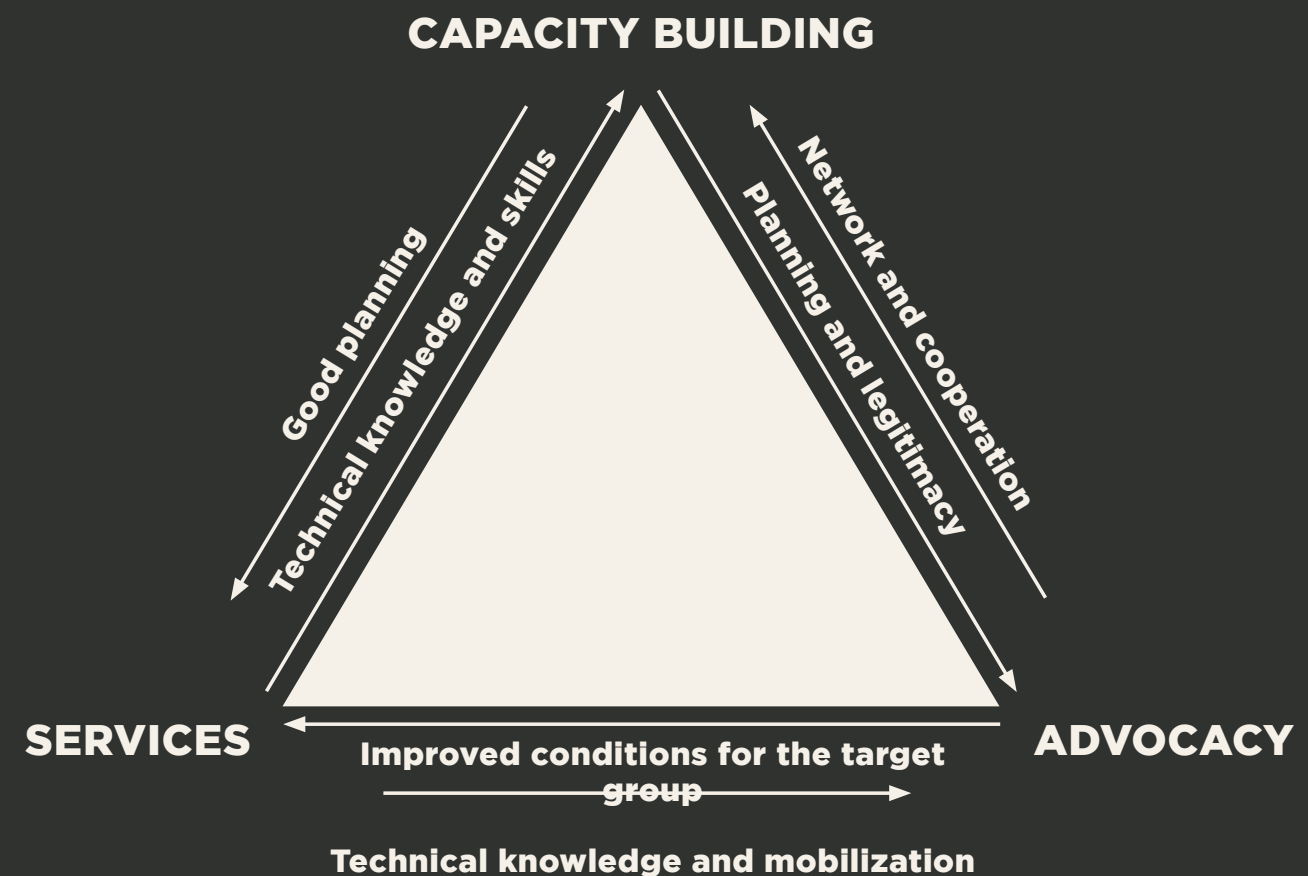 CAPACITY BUILDING
Good planning
Technical knowledge and skills
Planning and legitimacy
Network and cooperation
SERVICES
ADVOCACY
Improved conditions for the target
group
Technical knowledge and mobilization